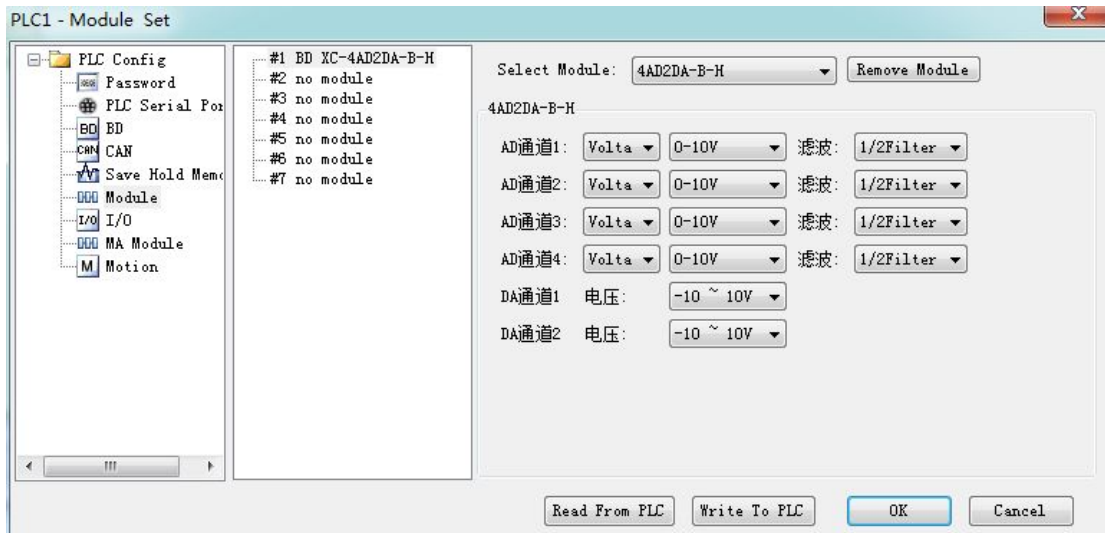 PLC1 - Module Set
PLC Config
Password
PLC Serial Por
BD
CAN
Save Hold Memo
Module
I/O
MA Module
Motion
#1 BD XC-4AD2DA-B-H
#2 no module
#3 no module
#4 no module
#5 no module
#6 no module
#7 no module
Select Module: 4AD2DA-B-H Remove Module
4AD2DA-B-H
AD通道1: Volta 0-10V 滤波: 1/2Filter
AD通道2: Volta 0-10V 滤波: 1/2Filter
AD通道3: Volta 0-10V 滤波: 1/2Filter
AD通道4: Volta 0-10V 滤波: 1/2Filter
DA通道1 电压: -10 ~ 10V
DA通道2 电压: -10 ~ 10V
Read From PLC Write To PLC OK Cancel